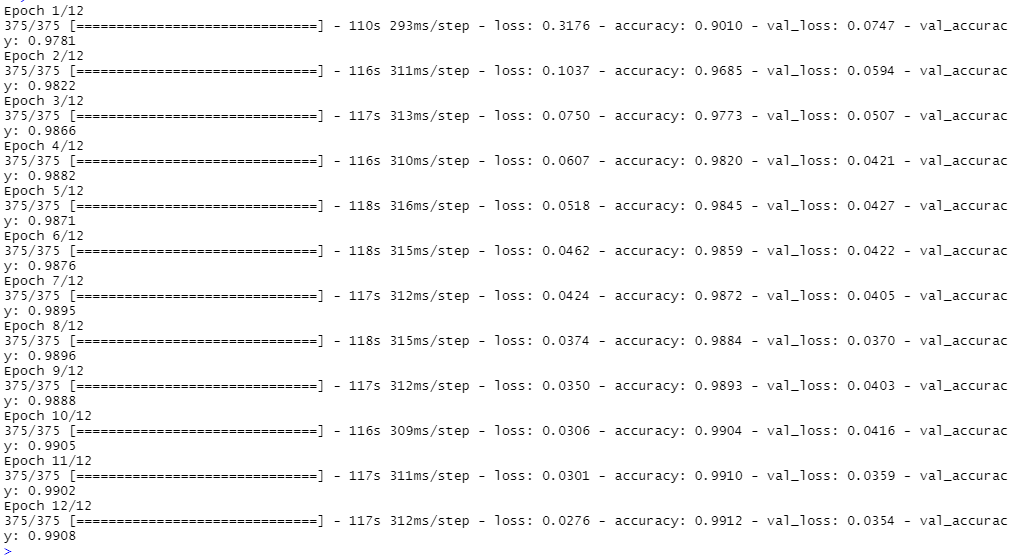 Epoch 1/12
375/375 [==============================] - 110s 293ms/step - loss: 0.3176 - accuracy: 0.9010 - val_loss: 0.0747 - val_accurac
y: 0.9781
Epoch 2/12
375/375 [==============================] - 116s 311ms/step - loss: 0.1037 - accuracy: 0.9685 - val_loss: 0.0594 - val_accurac
y: 0.9822
Epoch 3/12
375/375 [==============================] - 117s 313ms/step - loss: 0.0750 - accuracy: 0.9773 - val_loss: 0.0507 - val_accurac
y: 0.9866
Epoch 4/12
375/375 [==============================] - 116s 310ms/step - loss: 0.0607 - accuracy: 0.9820 - val_loss: 0.0421 - val_accurac
y: 0.9882
Epoch 5/12
375/375 [==============================] - 118s 316ms/step - loss: 0.0518 - accuracy: 0.9845 - val_loss: 0.0427 - val_accurac
y: 0.9871
Epoch 6/12
375/375 [==============================] - 118s 315ms/step - loss: 0.0462 - accuracy: 0.9859 - val_loss: 0.0422 - val_accurac
y: 0.9876
Epoch 7/12
375/375 [==============================] - 117s 312ms/step - loss: 0.0424 - accuracy: 0.9872 - val_loss: 0.0405 - val_accurac
y: 0.9895
Epoch 8/12
375/375 [==============================] - 118s 315ms/step - loss: 0.0374 - accuracy: 0.9884 - val_loss: 0.0370 - val_accurac
y: 0.9896
Epoch 9/12
375/375 [==============================] - 117s 312ms/step - loss: 0.0350 - accuracy: 0.9893 - val_loss: 0.0403 - val_accurac
y: 0.9888
Epoch 10/12
375/375 [==============================] - 116s 309ms/step - loss: 0.0306 - accuracy: 0.9904 - val_loss: 0.0416 - val_accurac
y: 0.9905
Epoch 11/12
375/375 [==============================] - 117s 311ms/step - loss: 0.0301 - accuracy: 0.9910 - val_loss: 0.0359 - val_accurac
y: 0.9902
Epoch 12/12
375/375 [==============================] - 117s 312ms/step - loss: 0.0276 - accuracy: 0.9912 - val_loss: 0.0354 - val_accurac
y: 0.9908
>